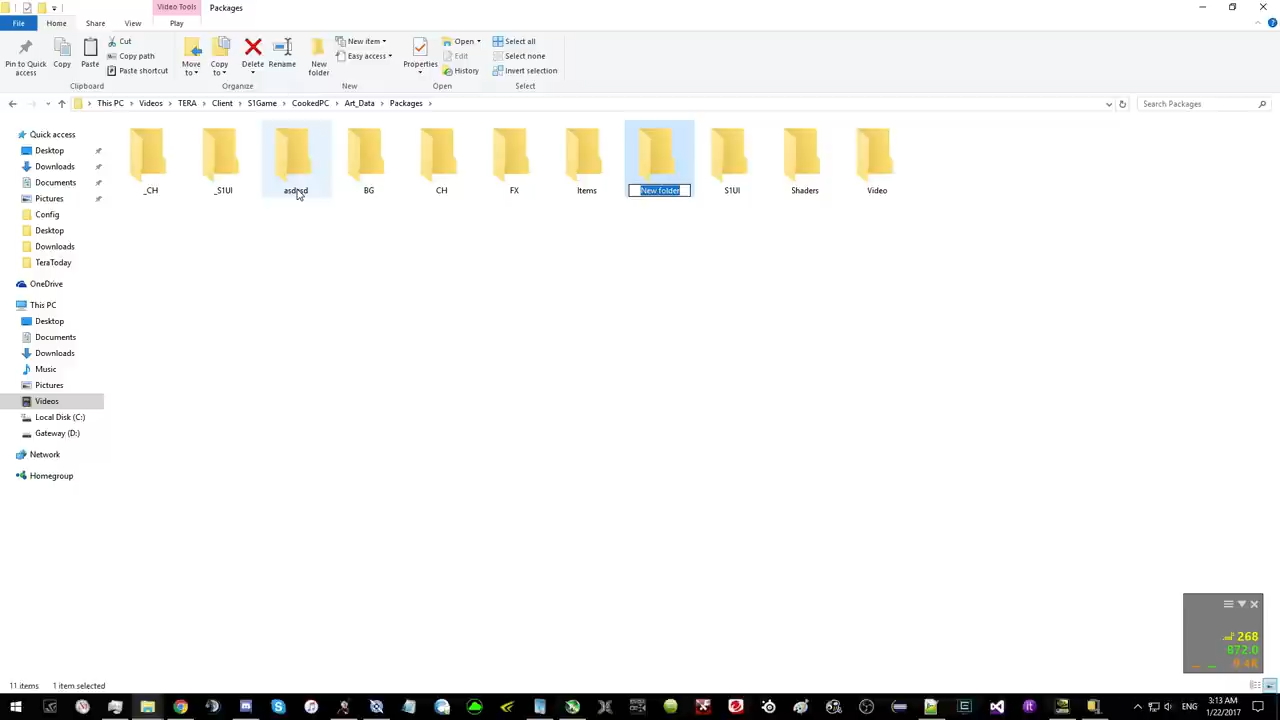 Video Tools
Packages
File
Home
Share
View
Play
Pin to Quick access
Copy
Paste
Cut
Copy path
Paste shortcut
Clipboard
Move to
Copy to
Delete
Rename
Organize
New folder
New item
Easy access
New
Properties
Open
Edit
History
Open
Select all
Select none
Invert selection
Select
This PC
Videos
TERA
Client
S1Game
CookedPC
Art_Data
Packages
Search Packages
Quick access
Desktop
Downloads
Documents
Pictures
Config
Desktop
Downloads
TeraToday
OneDrive
This PC
Desktop
Documents
Downloads
Music
Pictures
Videos
Local Disk (C:)
Gateway (D:)
Network
Homegroup
_CH
_S1UI
asdasd
BG
CH
FX
Items
New folder
S1UI
Shaders
Video
268
872.0
11 items
1 item selected
ENG
3:13 AM
1/22/2017